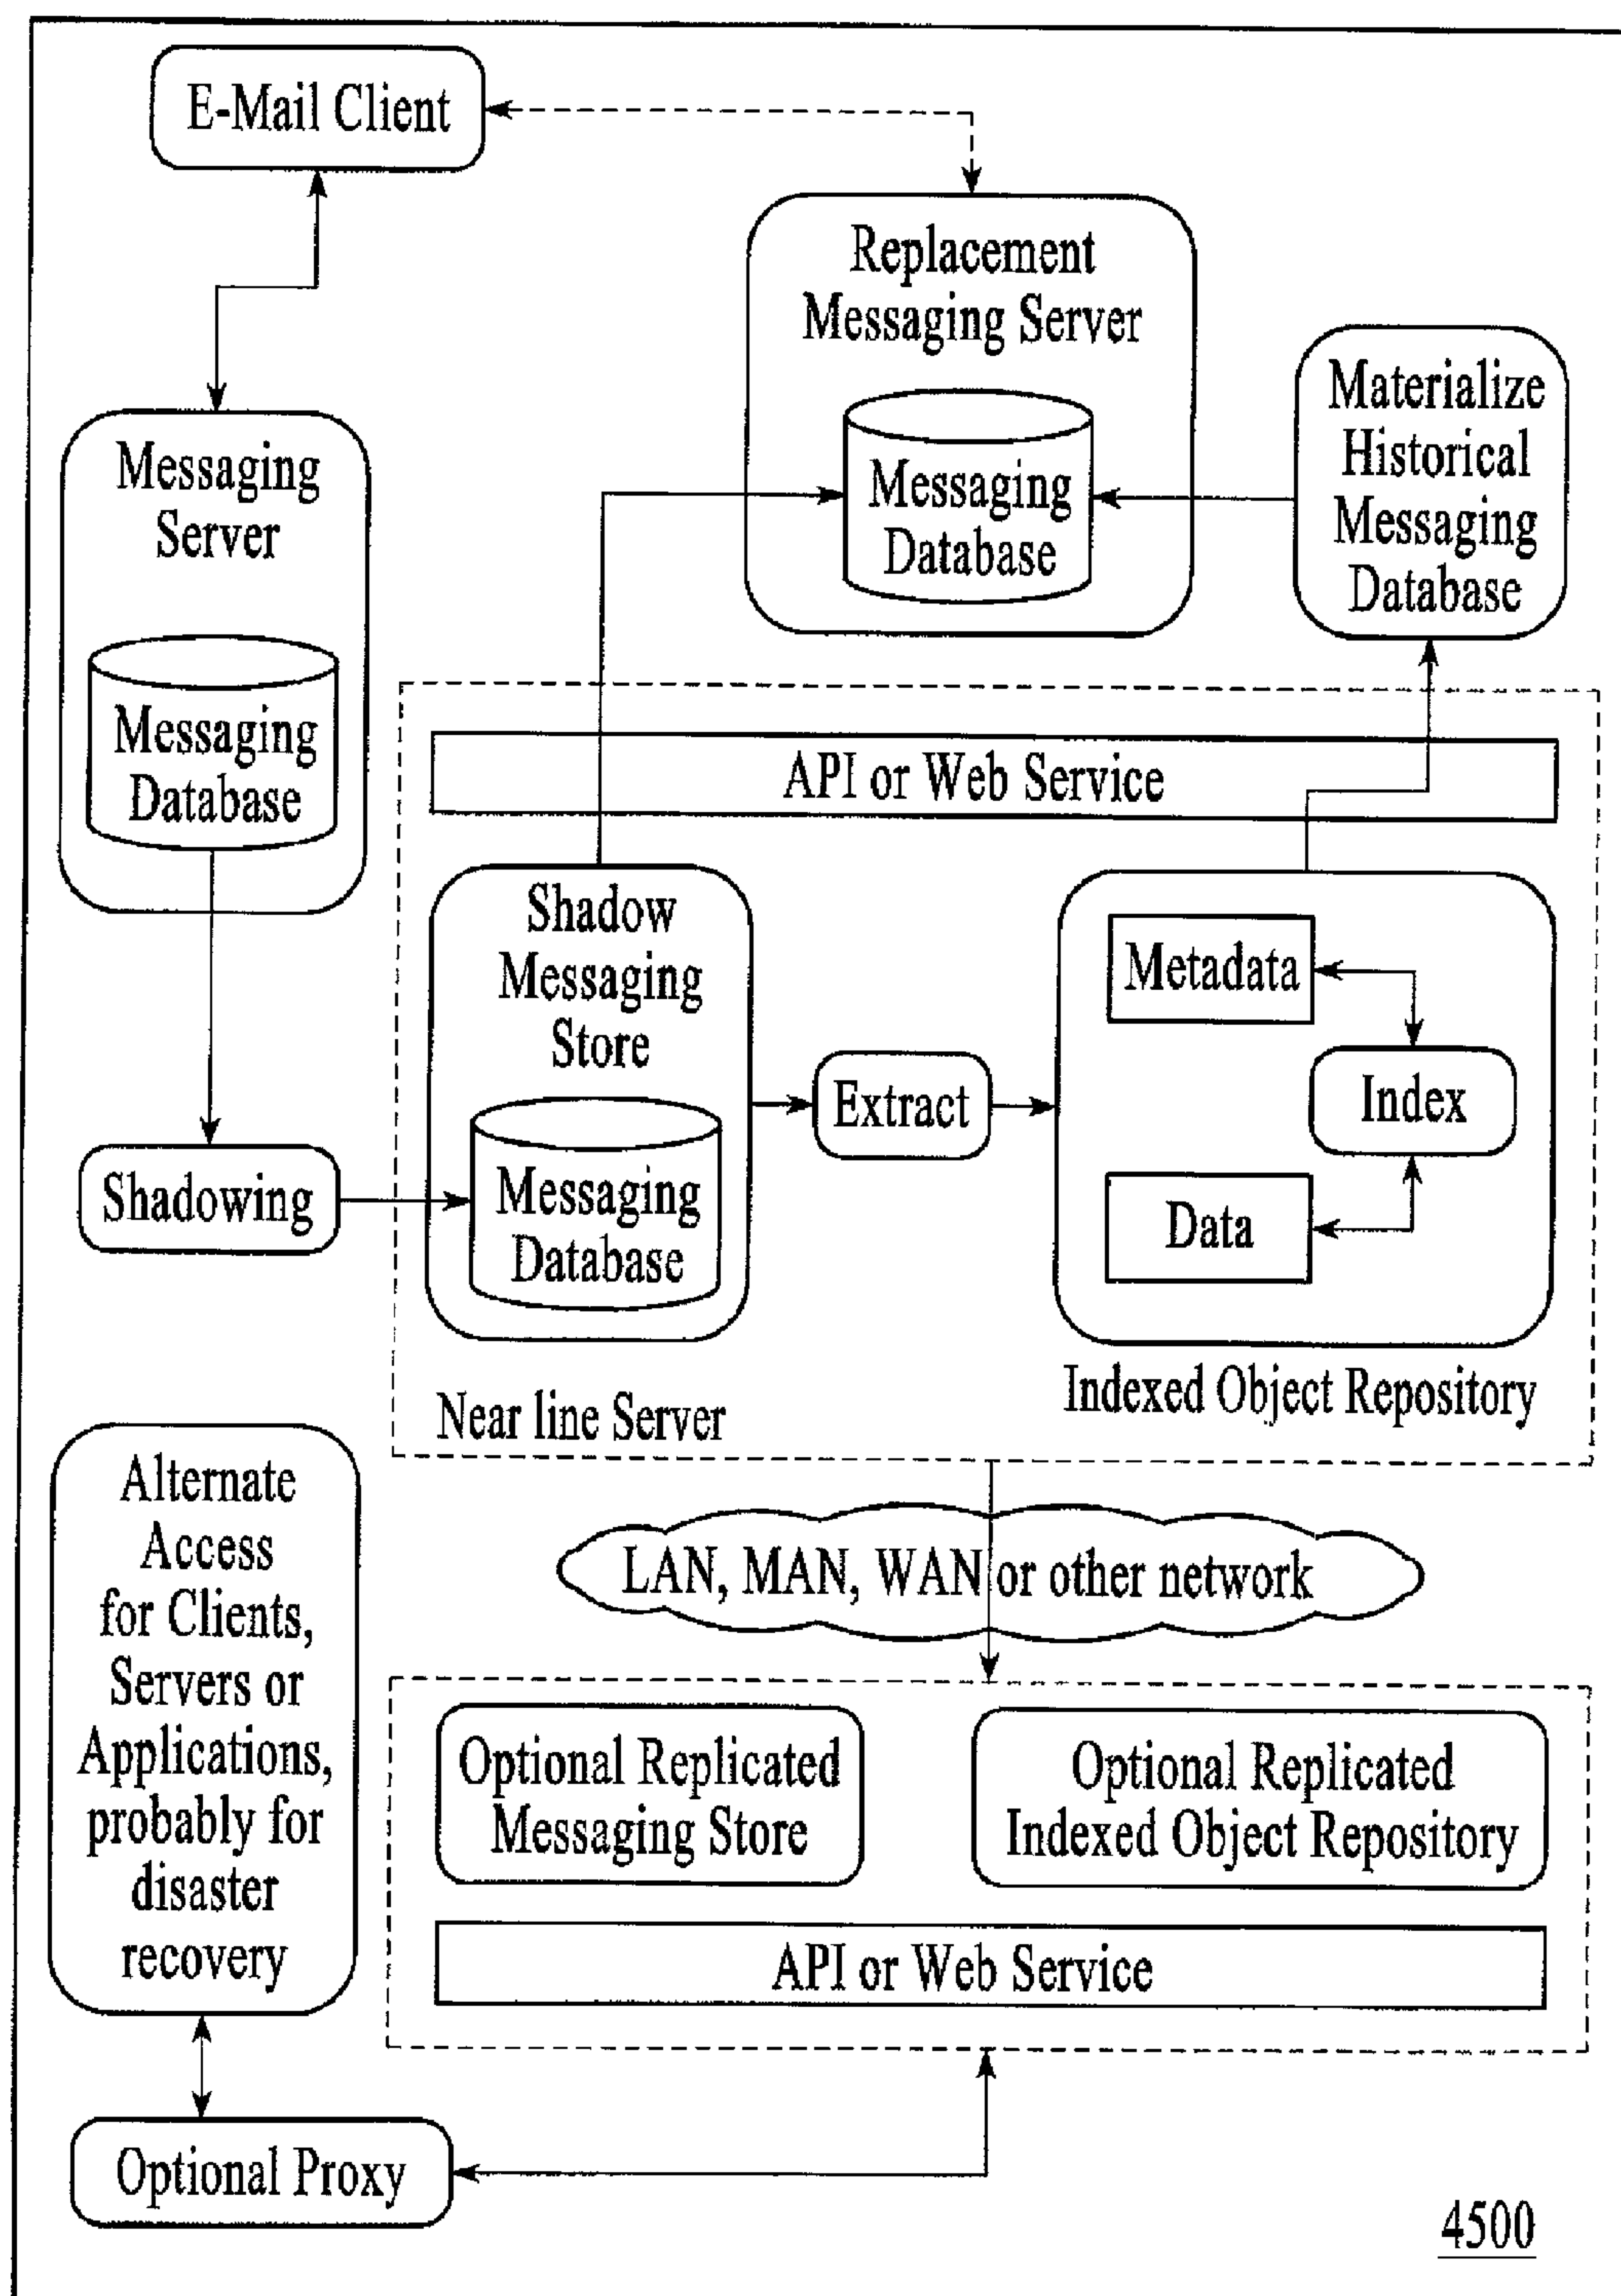 E-Mail Client
Replacement
Messaging Server
Messaging
Database
Materialize
Historical
Messaging
Database
Messaging
Server
Messaging
Database
API or Web Service
Shadow
Messaging
Store
Messaging
Database
Extract
Metadata
Index
Data
Shadowing
Near line Server
Indexed Object Repository
Alternate
Access
for Clients,
Servers or
Applications,
probably for
disaster
recovery
LAN, MAN, WAN or other network
Optional Replicated
Messaging Store
Optional Replicated
Indexed Object Repository
API or Web Service
Optional Proxy
4500